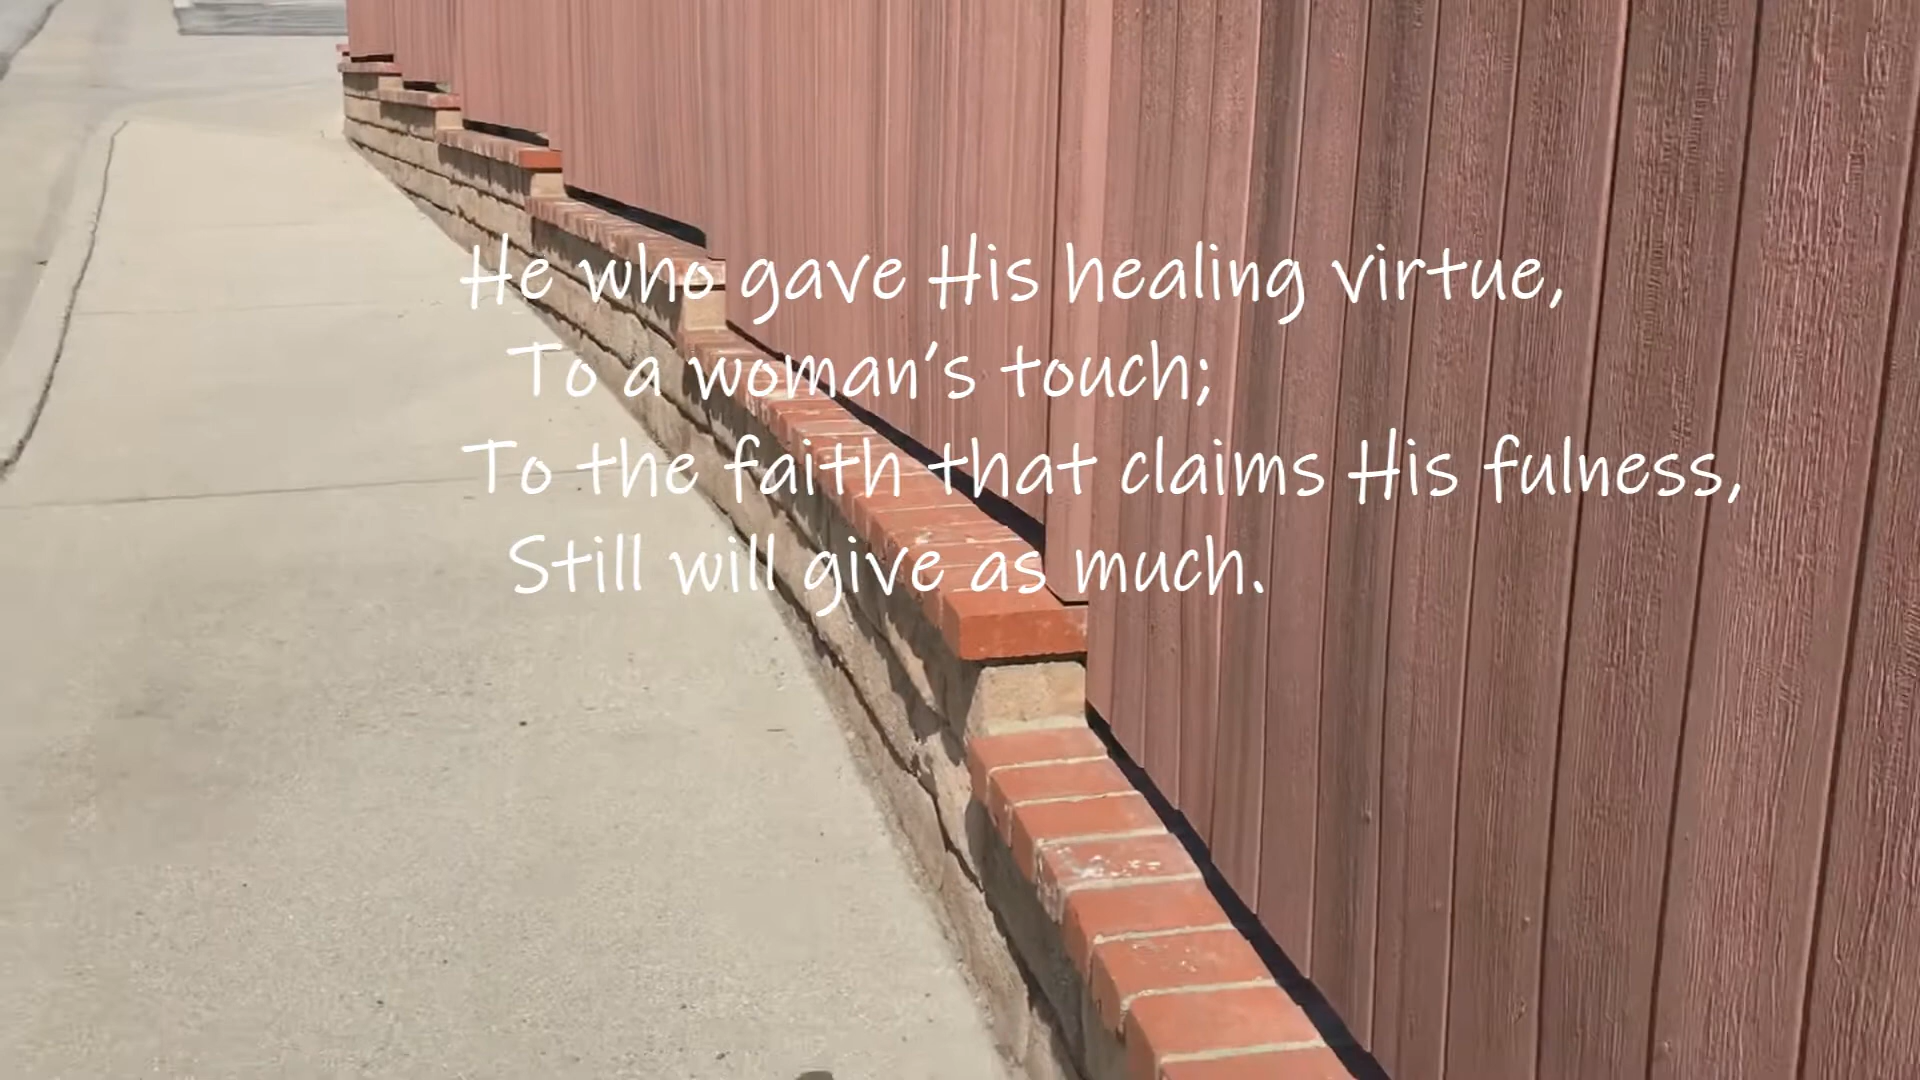 He who gave His healing virtue,
To a woman's touch;
To the faith that claims His fulness,
Still will give as much.